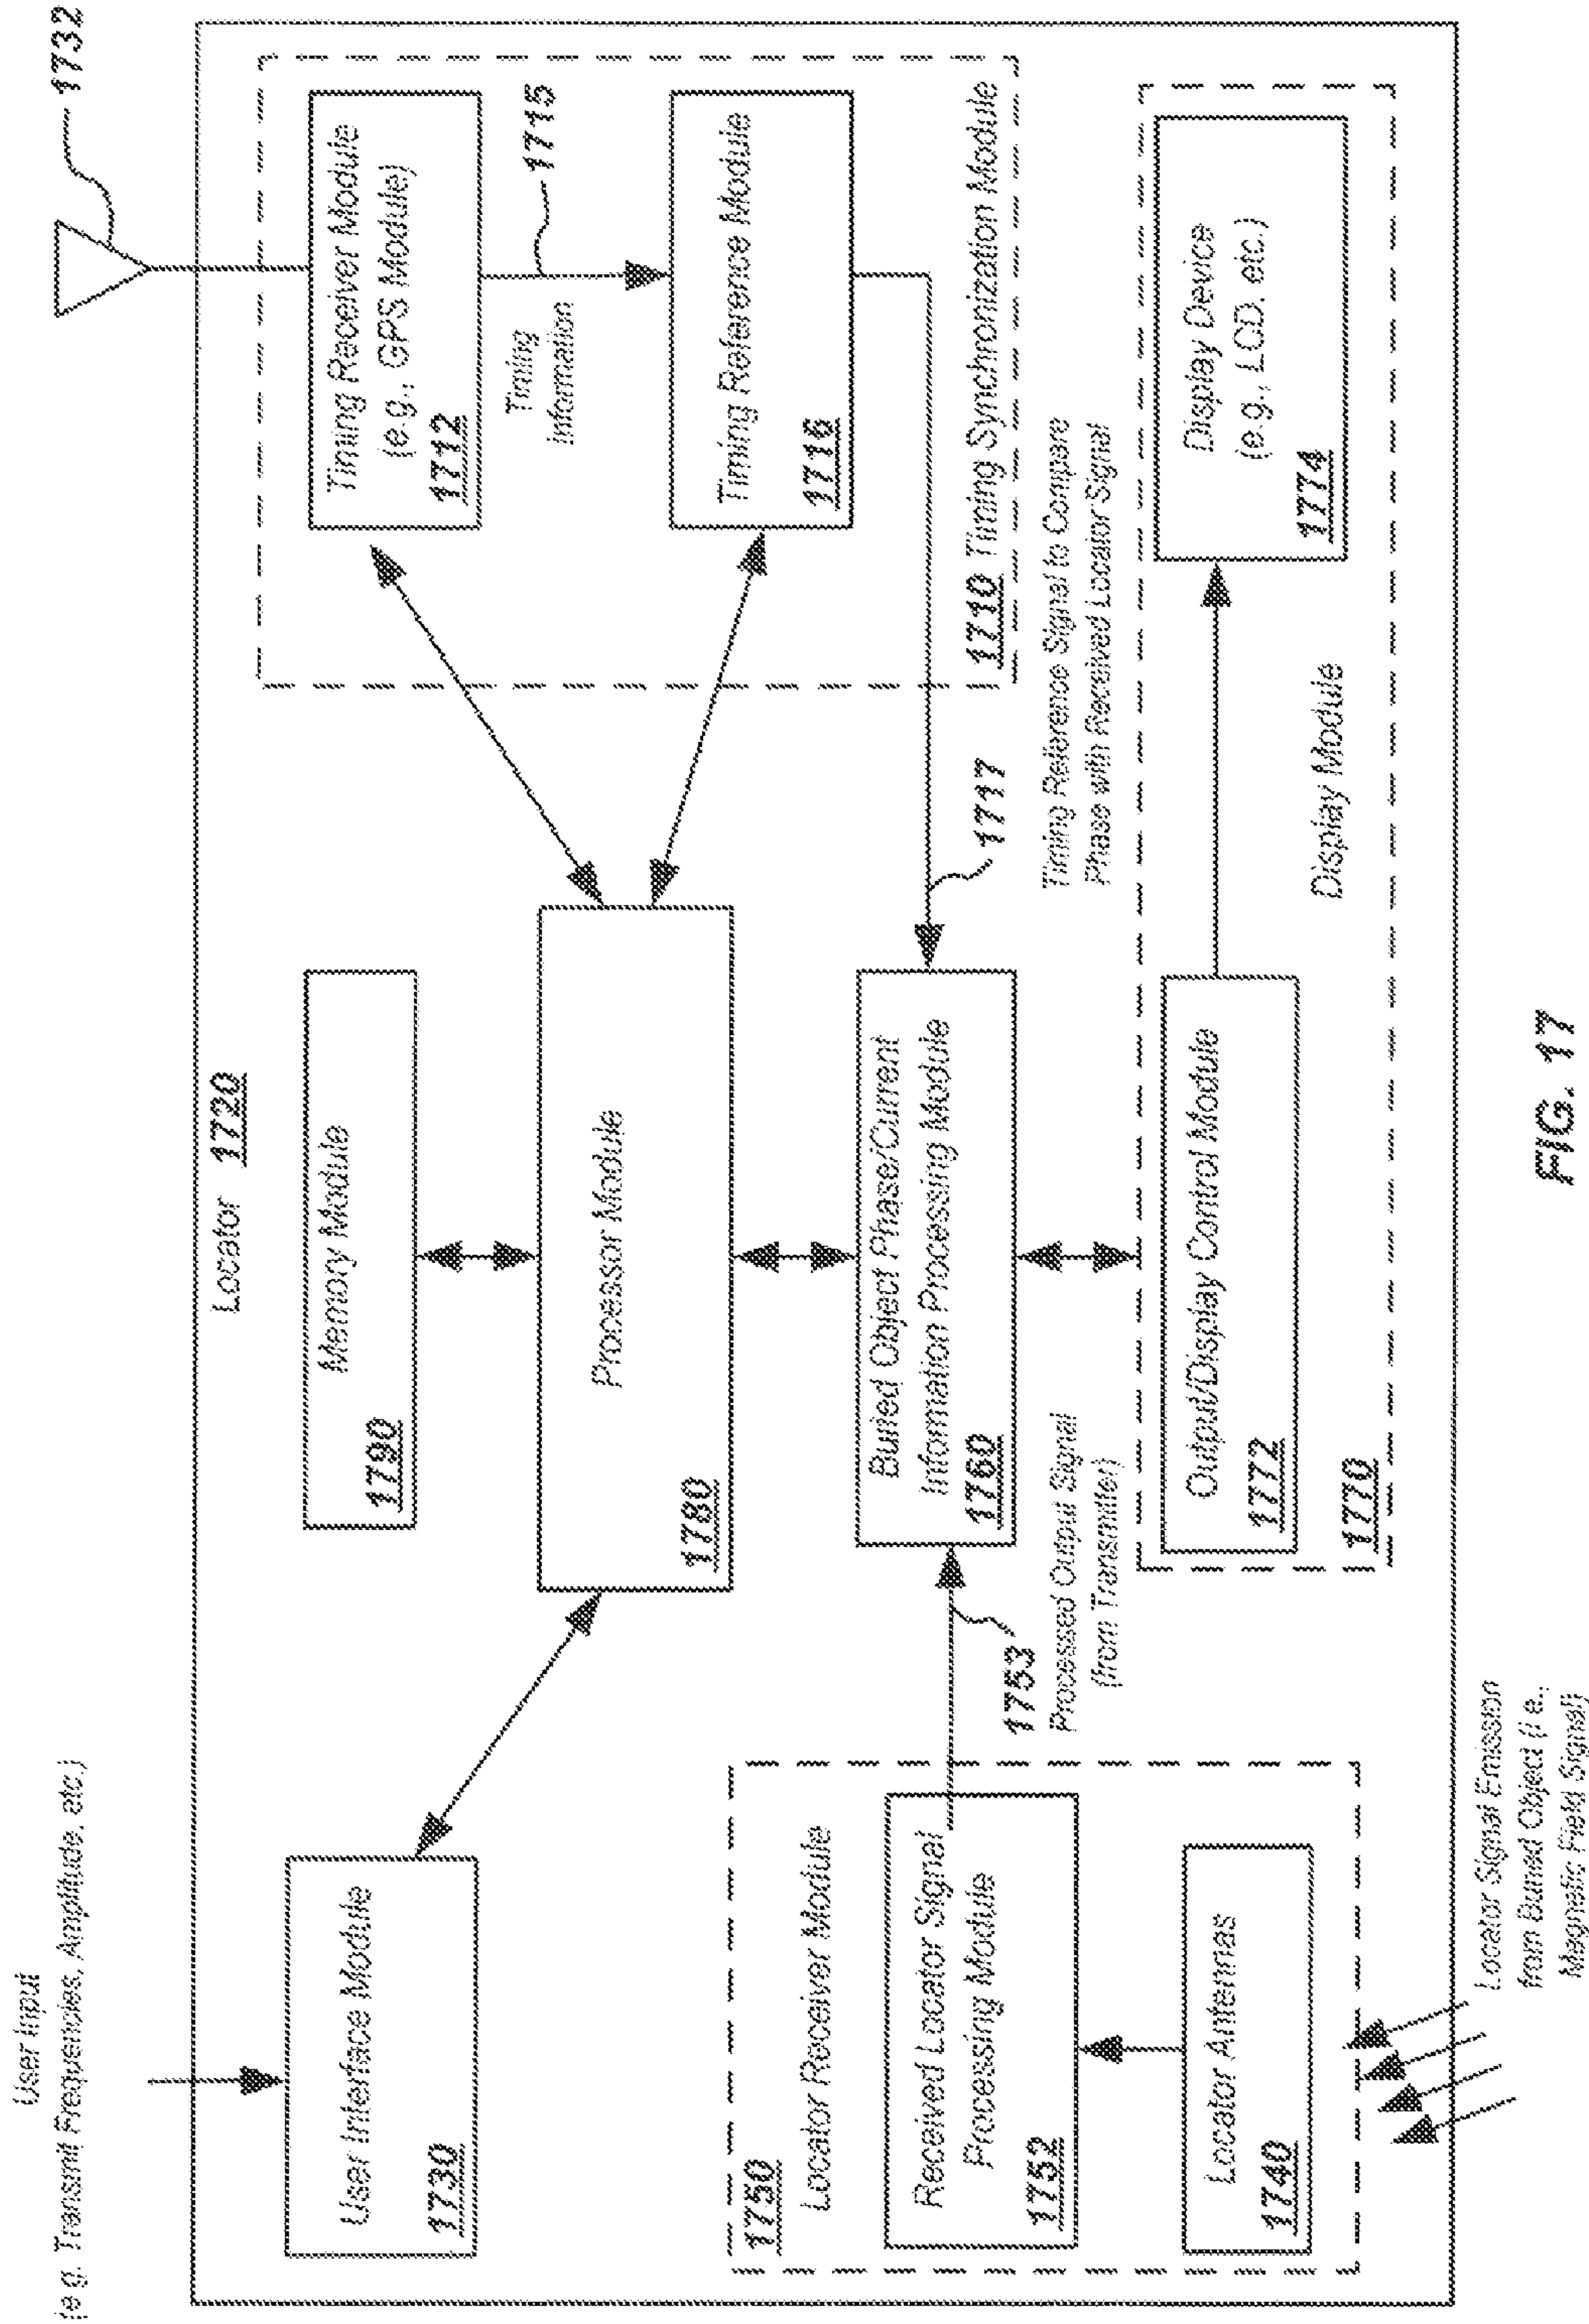 User Input
(e.g. Transmit Frequencies, Amplitude, etc.)
1732
Locator 1720
User Interface Module
1730
Memory Module
1790
Timing Receiver Module
(e.g., GPS Module)
1712
Timing
Information
1715
Processor Module
1780
Timing Reference Module
1716
1710 Timing Synchronization Module
1750
Locator Receiver Module
Received Locator Signal
Processing Module
1752
Locator Antennas
1740
1753
Processed Output Signal
(from Transmitter)
Buried Object Phase/Current
Information Processing Module
1760
1717
Timing Reference Signal to Compare
Phase with Received Locator Signal
Output/Display Control Module
1772
1770
Display Device
(e.g., LCD, etc.)
1774
Display Module
Locator Signal Emission
from Buried Object (i.e.,
Magnetic Field Signal)
FIG. 17